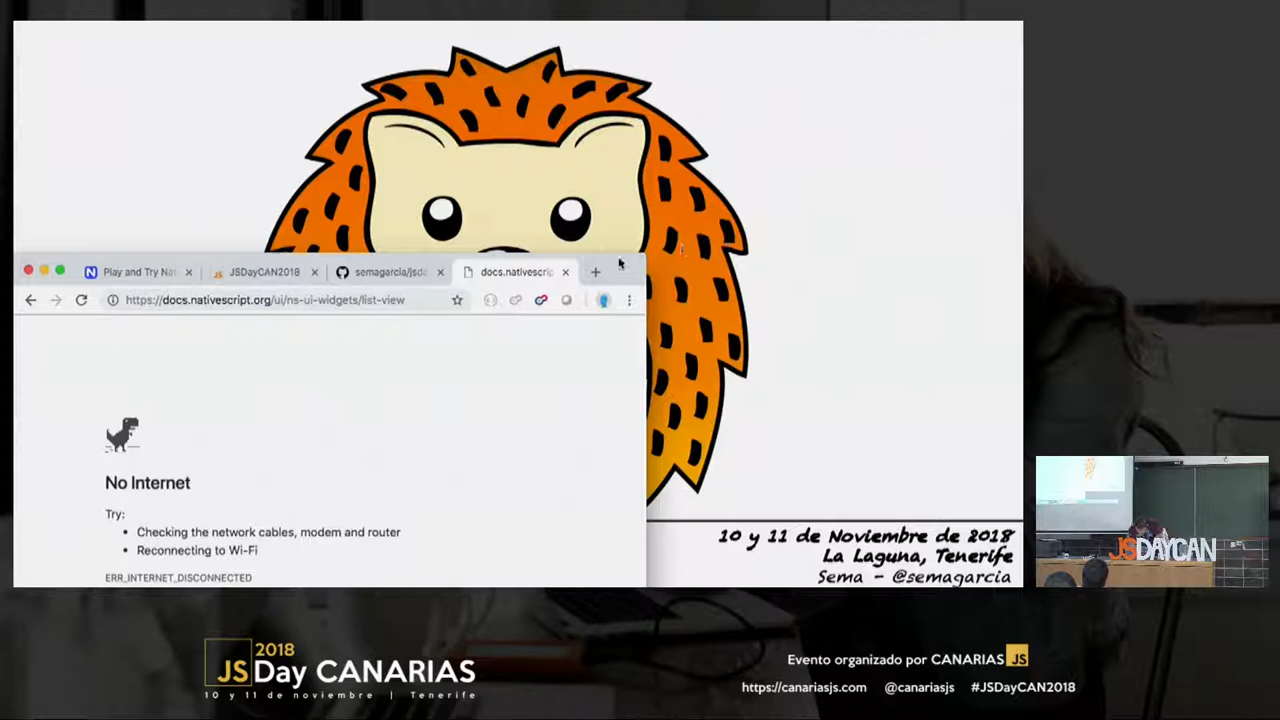 Play and Try Nat
JSDayCAN2018
semagarcia/jsda
docs.nativescrip
https://docs.nativescript.org/ui/ns-ui-widgets/list-view
No Internet
Try:
Checking the network cables, modem and router
Reconnecting to Wi-Fi
ERR_INTERNET_DISCONNECTED
10 y 11 de Noviembre de 2018
La Laguna, Tenerife
Sema - @semagarcia
JSDAYCAN
2018
JSDay CANARIAS
10 y 11 de noviembre | Tenerife
Evento organizado por CANARIAS JS
https://canariasjs.com @canariasjs #JSDayCAN2018